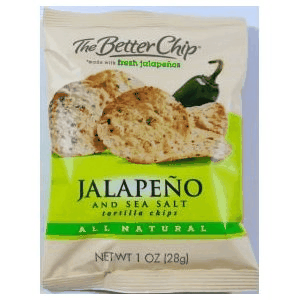 The Better Chip
*made with fresh jalapeños
JALAPEÑO
AND SEA SALT
tortilla chips
ALL NATURAL
NET WT 1 OZ (28g)